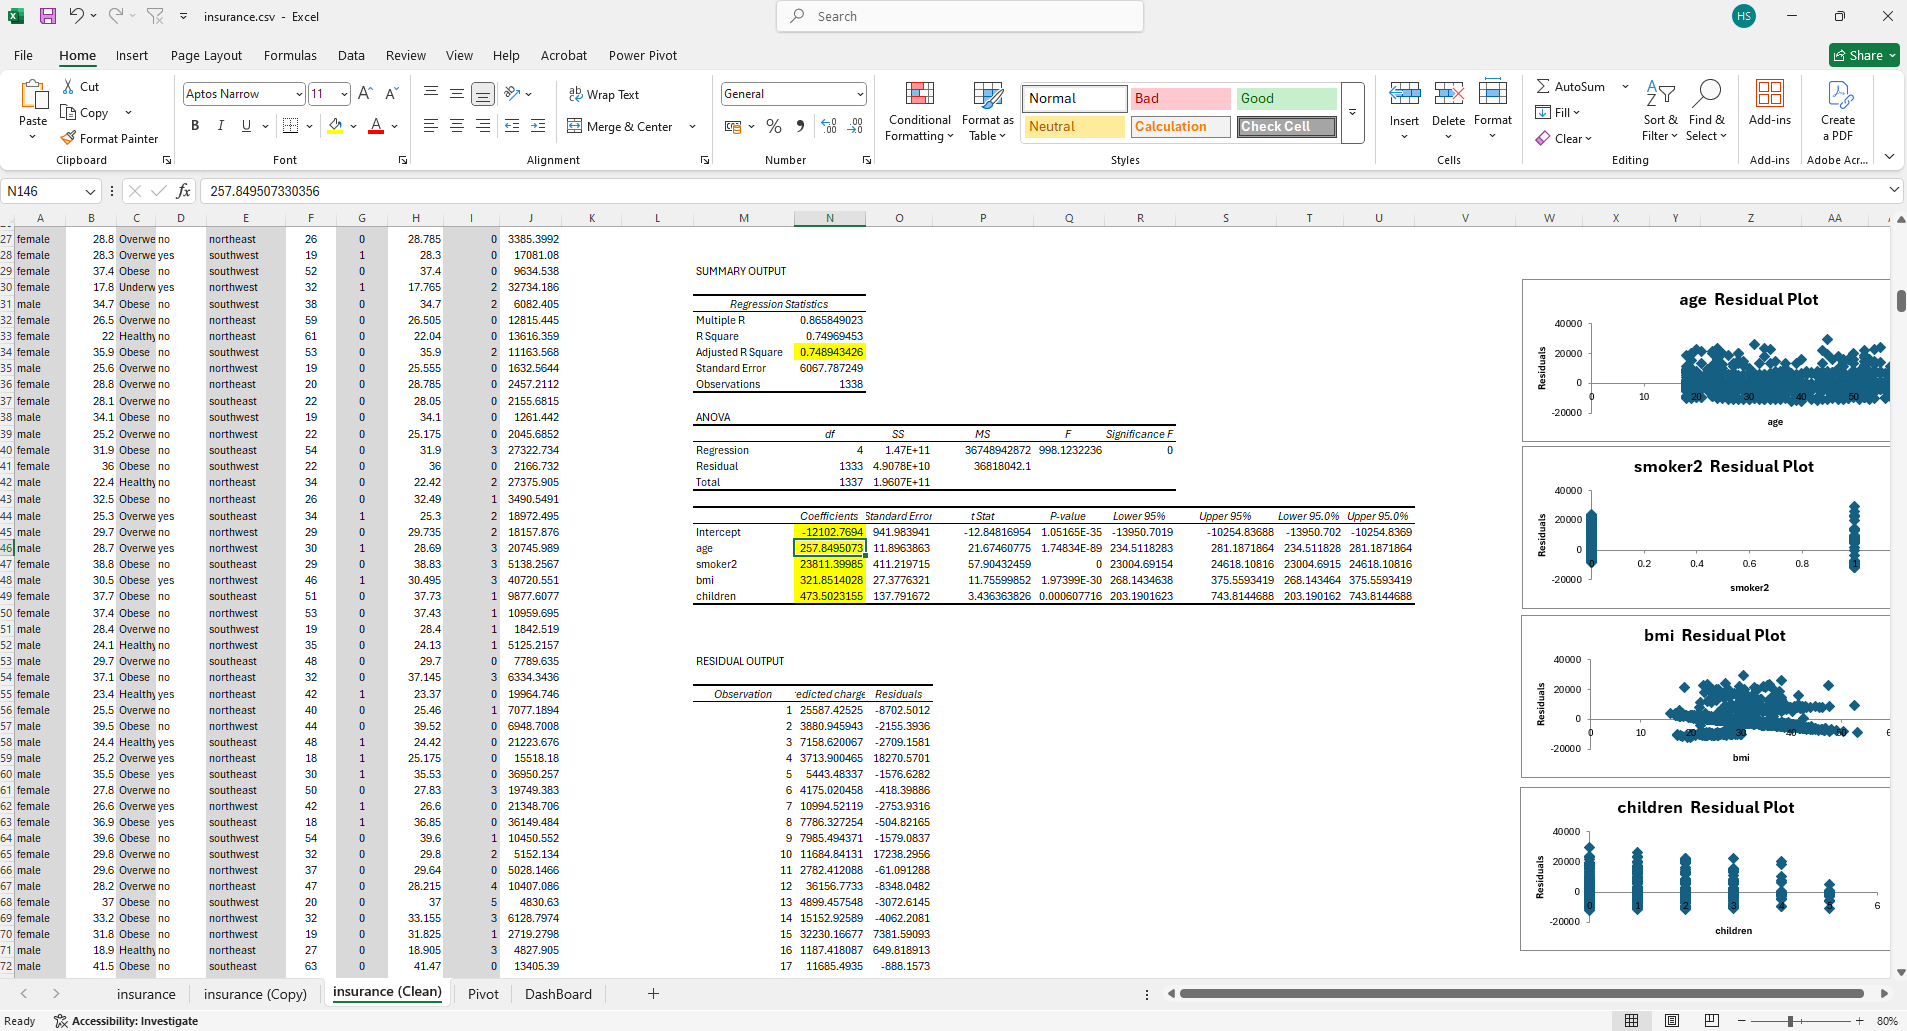 insurance.csv - Excel
Search
HS
File Home Insert Page Layout Formulas Data Review View Help Acrobat Power Pivot
Share
Paste
Cut
Copy
Format Painter
Clipboard
Aptos Narrow 11
B I U
Font
Wrap Text
Merge & Center
Alignment
General
Number
Conditional Formatting
Format as Table
Normal Bad Good
Neutral Calculation Check Cell
Styles
Insert Delete Format
Cells
AutoSum
Fill
Clear
Sort & Filter
Find & Select
Editing
Add-ins
Add-ins
Create a PDF
Adobe Acr...
N146 fx 257.849507330356
A B C D E F G H I J K L M N O P Q R S T U V W X Y Z AA
27 female 28.8 Overwe no northeast 26 0 28.785 0 3385.3992
28 female 28.3 Overwe yes southwest 19 1 28.3 0 17081.08
29 female 37.4 Obese no southwest 52 0 37.4 0 9634.538
30 female 17.8 Underw yes northwest 32 1 17.765 2 32734.186
31 male 34.7 Obese no southwest 38 0 34.7 2 6082.405
32 female 26.5 Overwe no northeast 59 0 26.505 0 12815.445
33 female 22 Healthy no northeast 61 0 22.04 0 13616.359
34 female 35.9 Obese no southwest 53 0 35.9 2 11163.568
35 male 25.6 Overwe no northwest 19 0 25.555 0 1632.5644
36 female 28.8 Overwe no northeast 20 0 28.785 0 2457.2112
37 female 28.1 Overwe no southeast 22 0 28.05 0 2155.6815
38 male 34.1 Obese no southwest 19 0 34.1 0 1261.442
39 male 25.2 Overwe no northwest 22 0 25.175 0 2045.6852
40 female 31.9 Obese no southeast 54 0 31.9 3 27322.734
41 female 36 Obese no southwest 22 0 36 0 2166.732
42 male 22.4 Healthy no northeast 34 0 22.42 2 27375.905
43 male 32.5 Obese no northeast 26 0 32.49 1 3490.5491
44 male 25.3 Overwe yes southeast 34 1 25.3 2 18972.495
45 male 29.7 Overwe no northwest 29 0 29.735 2 18157.876
46 male 28.7 Overwe yes northwest 30 1 28.69 3 20745.989
47 female 38.8 Obese no southeast 29 0 38.83 3 5138.2567
48 male 30.5 Obese yes northwest 46 1 30.495 3 40720.551
49 female 37.7 Obese no southeast 51 0 37.73 1 9877.6077
50 female 37.4 Obese no northwest 53 0 37.43 1 10959.695
51 male 28.4 Overwe no southwest 19 0 28.4 1 1842.519
52 male 24.1 Healthy no northwest 35 0 24.13 1 5125.2157
53 male 29.7 Overwe no southeast 48 0 29.7 0 7789.635
54 female 37.1 Obese no northeast 32 0 37.145 3 6334.3436
55 female 23.4 Healthy yes northeast 42 1 23.37 0 19964.746
56 female 25.5 Overwe no northeast 40 0 25.46 1 7077.1894
57 male 39.5 Obese no northwest 44 0 39.52 0 6948.7008
58 male 24.4 Healthy yes southeast 48 1 24.42 0 21223.676
59 male 25.2 Overwe yes northeast 18 1 25.175 0 15518.18
60 male 35.5 Obese yes southeast 30 1 35.53 0 36950.257
61 female 27.8 Overwe no southeast 50 0 27.83 3 19749.383
62 female 26.6 Overwe yes northwest 42 1 26.6 0 21348.706
63 female 36.9 Obese yes southeast 18 1 36.85 0 36149.484
64 male 39.6 Obese no southwest 54 0 39.6 1 10450.552
65 female 29.8 Overwe no southwest 32 0 29.8 2 5152.134
66 male 29.6 Overwe no northwest 37 0 29.64 0 5028.1466
67 male 28.2 Overwe no northeast 47 0 28.215 4 10407.086
68 female 37 Obese no southwest 20 0 37 5 4830.63
69 female 33.2 Obese no northwest 32 0 33.155 3 6128.7974
70 female 31.8 Obese no northwest 19 0 31.825 1 2719.2798
71 male 18.9 Healthy no northeast 27 0 18.905 3 4827.905
72 male 41.5 Obese no southeast 63 0 41.47 0 13405.39
SUMMARY OUTPUT
Regression Statistics
Multiple R 0.865849023
R Square 0.74969453
Adjusted R Square 0.748943426
Standard Error 6067.787249
Observations 1338
ANOVA
df SS MS F Significance F
Regression 4 1.47E+11 36748942872 998.1232236 0
Residual 1333 4.9078E+10 36818042.1
Total 1337 1.9607E+11
Coefficients Standard Error t Stat P-value Lower 95% Upper 95% Lower 95.0% Upper 95.0%
Intercept -12102.7694 941.983941 -12.84816954 1.05165E-35 -13950.7019 -10254.83688 -13950.702 -10254.8369
age 257.8495073 11.8963863 21.67460775 1.74834E-89 234.5118283 281.1871864 234.511828 281.1871864
smoker2 23811.39985 411.219715 57.90432459 0 23004.69154 24618.10816 23004.6915 24618.10816
bmi 321.8514028 27.3776321 11.75599852 1.97399E-30 268.1434638 375.5593419 268.143464 375.5593419
children 473.5023155 137.791672 3.436363826 0.000607716 203.1901623 743.8144688 203.190162 743.8144688
RESIDUAL OUTPUT
Observation redicted charge Residuals
1 25587.42525 -8702.5012
2 3880.945943 -2155.3936
3 7158.620067 -2709.1581
4 3713.900465 18270.5701
5 5443.48337 -1576.6282
6 4175.020458 -418.39886
7 10994.52119 -2753.9316
8 7786.327254 -504.82165
9 7985.494371 -1579.0837
10 11684.84131 17238.2956
11 2782.412088 -61.091288
12 36156.7733 -8348.0482
13 4899.457548 -3072.6145
14 15152.92589 -4062.2081
15 32230.16677 7381.59093
16 1187.418087 649.818913
17 11685.4935 -888.1573
age Residual Plot
Residuals
40000
20000
0
-20000
0 10 20 30 40 50
age
smoker2 Residual Plot
Residuals
40000
20000
0
-20000
0 0.2 0.4 0.6 0.8 1
smoker2
bmi Residual Plot
Residuals
40000
20000
0
-20000
0 10 20 30 40 50
bmi
children Residual Plot
Residuals
40000
20000
0
-20000
0 1 2 3 4 5 6
children
insurance insurance (Copy) insurance (Clean) Pivot DashBoard
Ready Accessibility: Investigate 80%